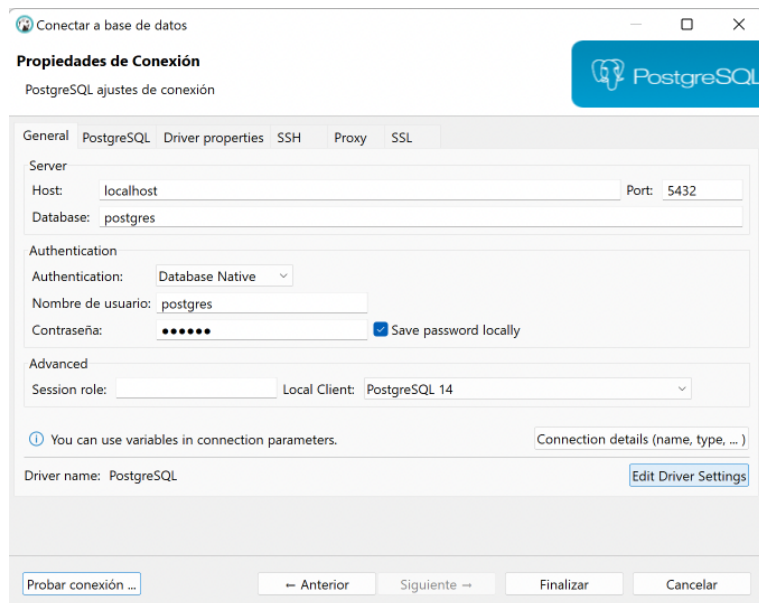 Conectar a base de datos
Propiedades de Conexión
PostgreSQL ajustes de conexión
PostgreSQL
General PostgreSQL Driver properties SSH Proxy SSL
Server
Host: localhost Port: 5432
Database: postgres
Authentication
Authentication: Database Native
Nombre de usuario: postgres
Contraseña: ●●●●●●
Save password locally
Advanced
Session role: Local Client: PostgreSQL 14
You can use variables in connection parameters. Connection details (name, type, ... )
Driver name: PostgreSQL Edit Driver Settings
Probar conexión ... ← Anterior Siguiente → Finalizar Cancelar